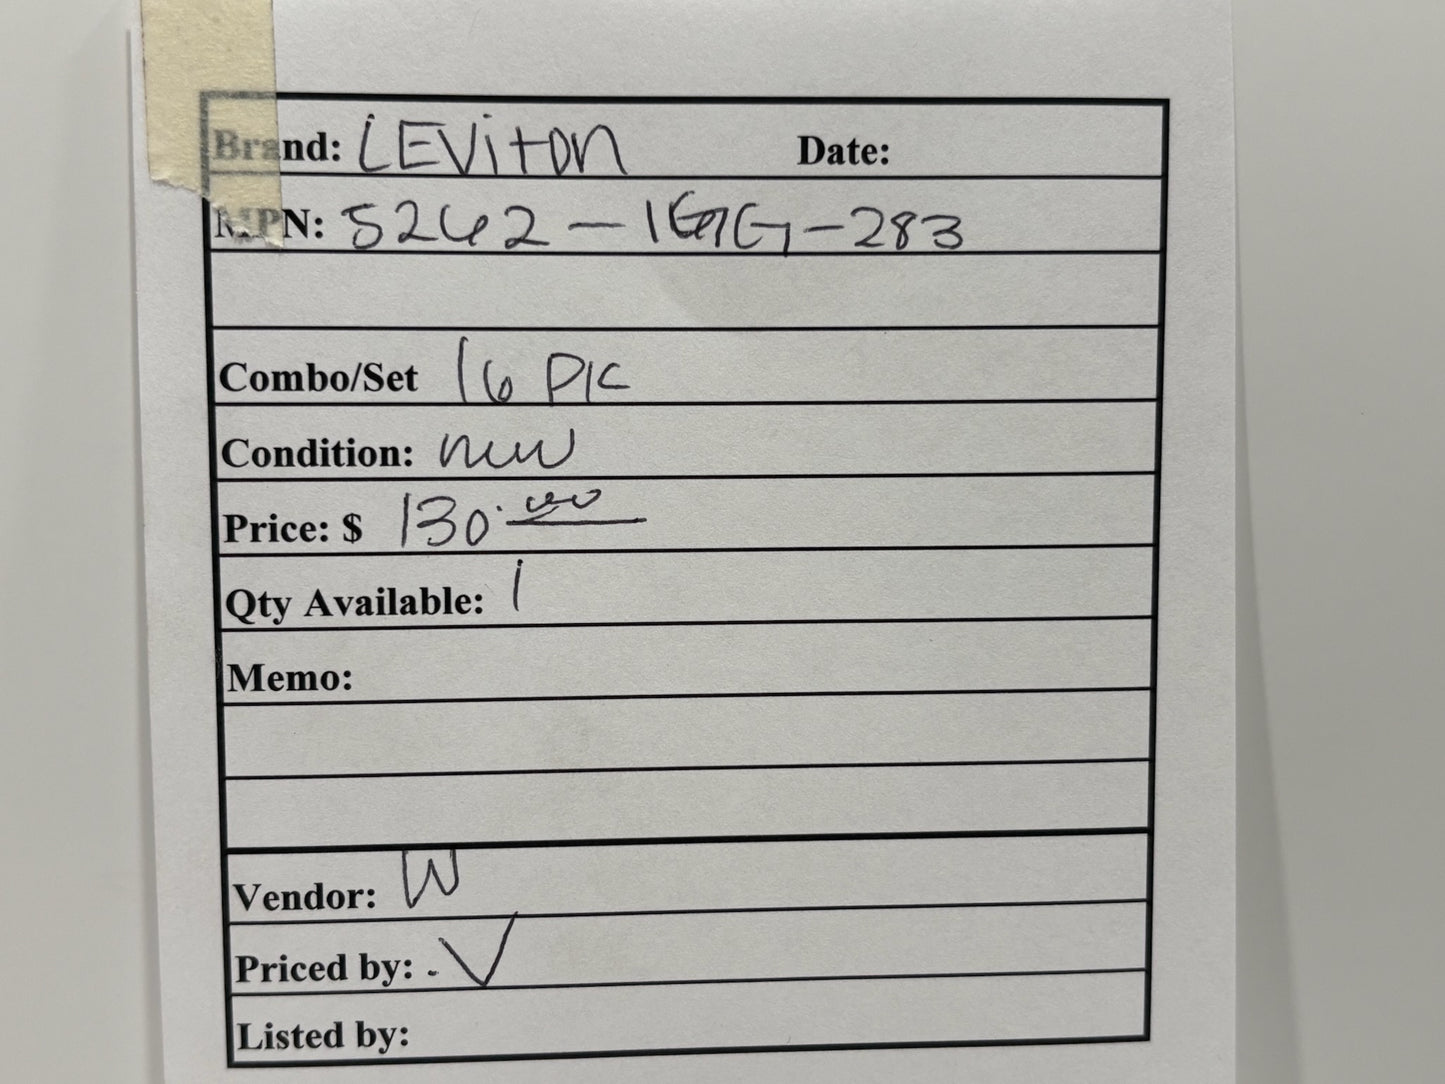 Brand: LEViton Date:
MPN: 5262 - IGG - 283
Combo/Set 16 PK
Condition: new
Price: $ 130.00
Qty Available: 1
Memo:
Vendor: W
Priced by: V
Listed by: